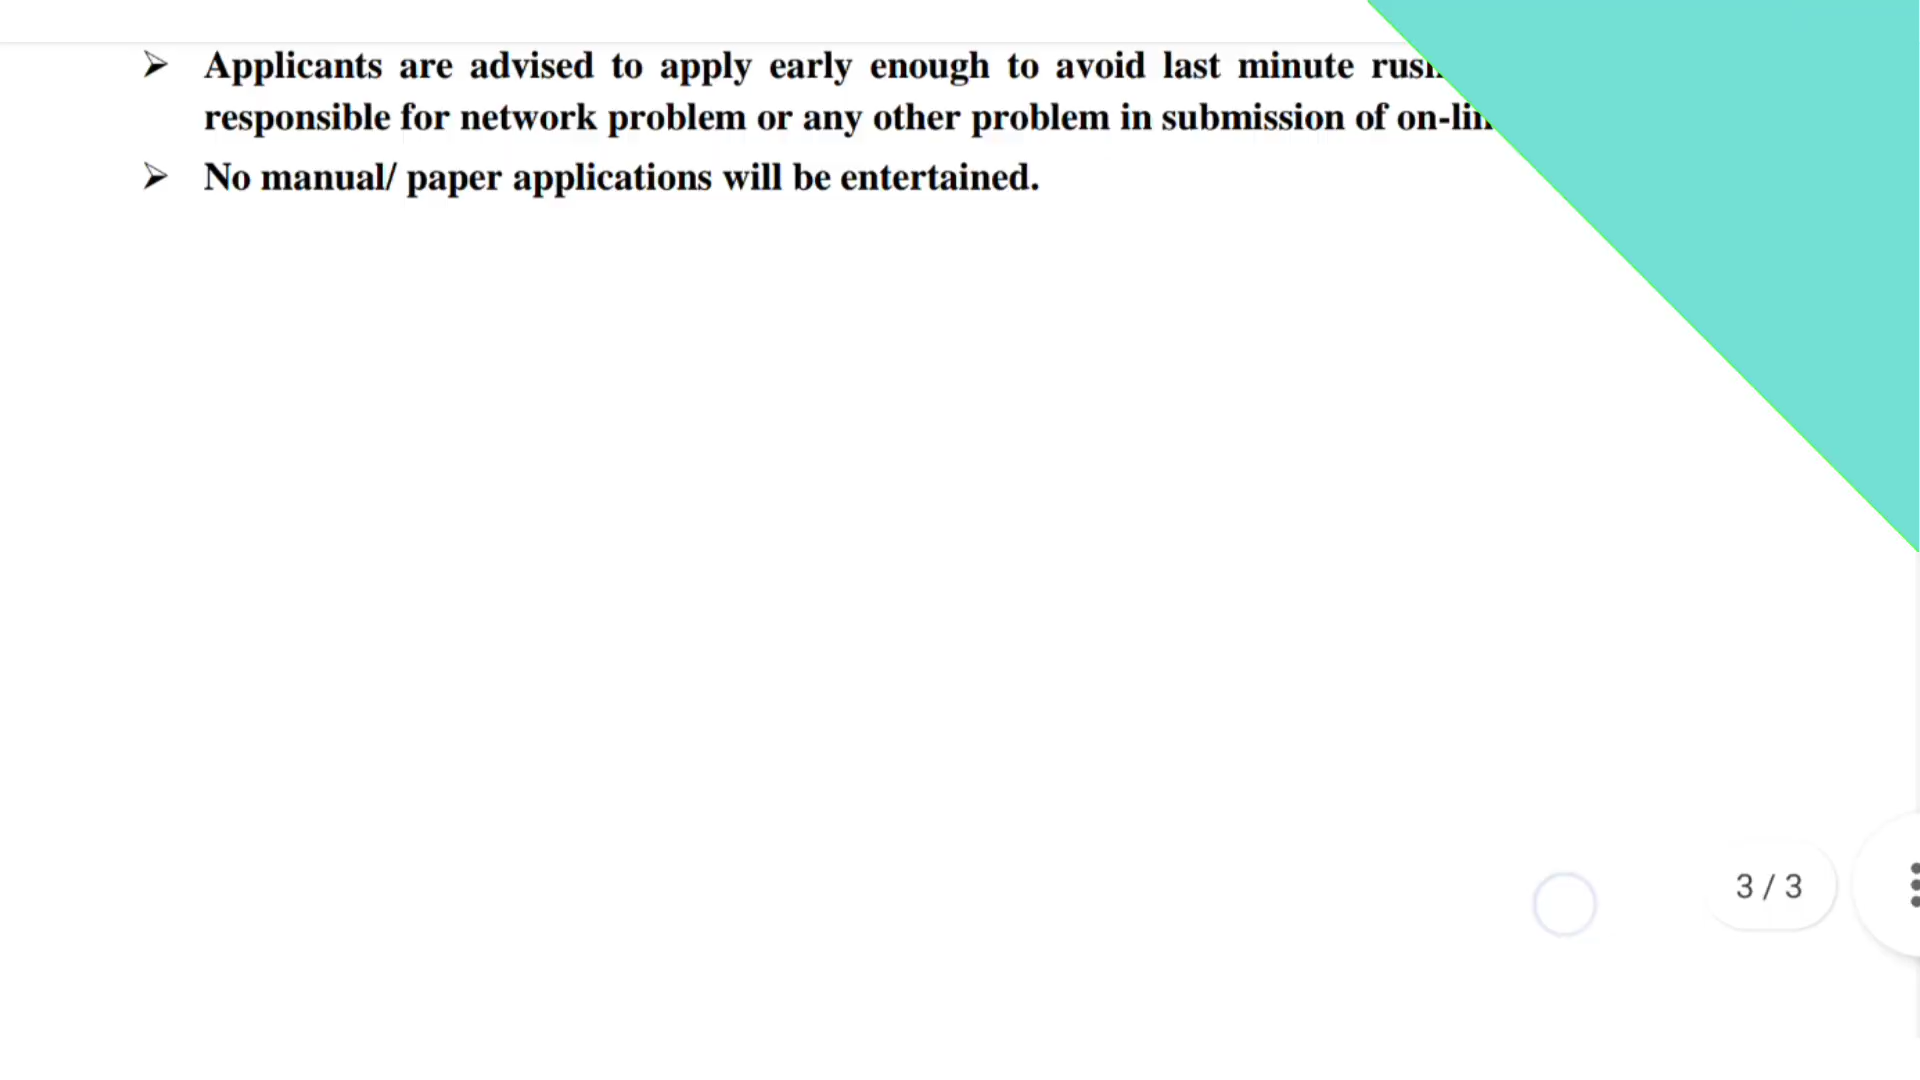 ➢ Applicants are advised to apply early enough to avoid last minute
responsible for network problem or any other problem in submission of
➢ No manual/ paper applications will be entertained.
3 / 3